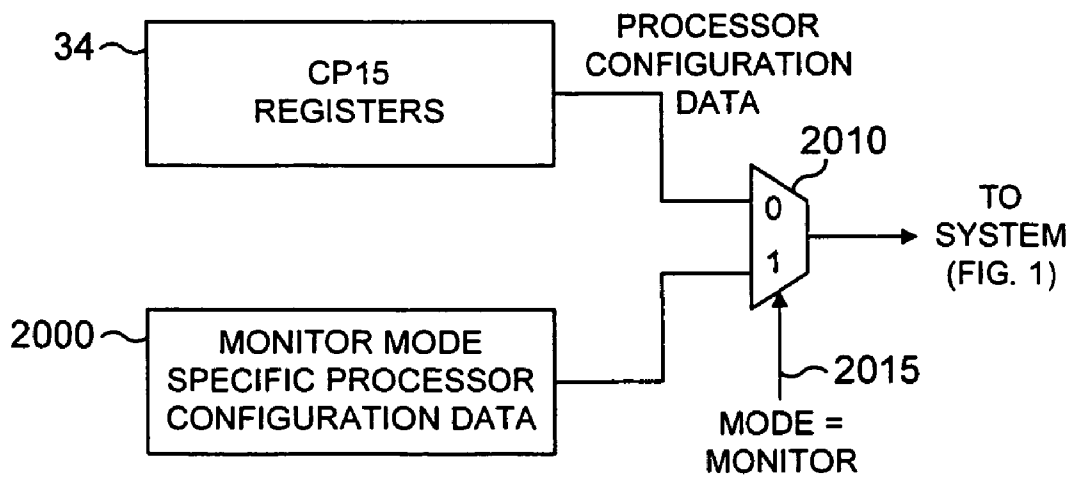 34
CP15
REGISTERS
PROCESSOR
CONFIGURATION
DATA
2010
0
1
TO
SYSTEM
(FIG. 1)
2000
MONITOR MODE
SPECIFIC PROCESSOR
CONFIGURATION DATA
2015
MODE =
MONITOR